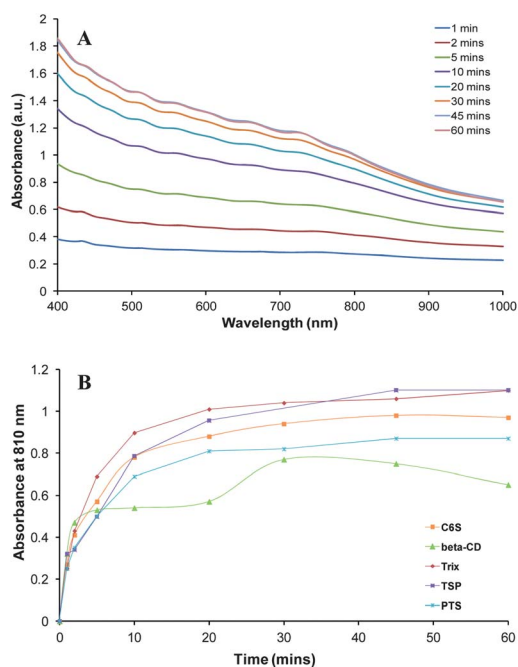 A
2
1.8
1.6
1.4
1.2
1
0.8
0.6
0.4
0.2
0
Absorbance (a.u.)
400 500 600 700 800 900 1000
Wavelength (nm)
1 min
2 mins
5 mins
10 mins
20 mins
30 mins
45 mins
60 mins
B
1.2
1
0.8
0.6
0.4
0.2
0
Absorbance at 810 nm
0 10 20 30 40 50 60
Time (mins)
C6S
beta-CD
Trix
TSP
PTS